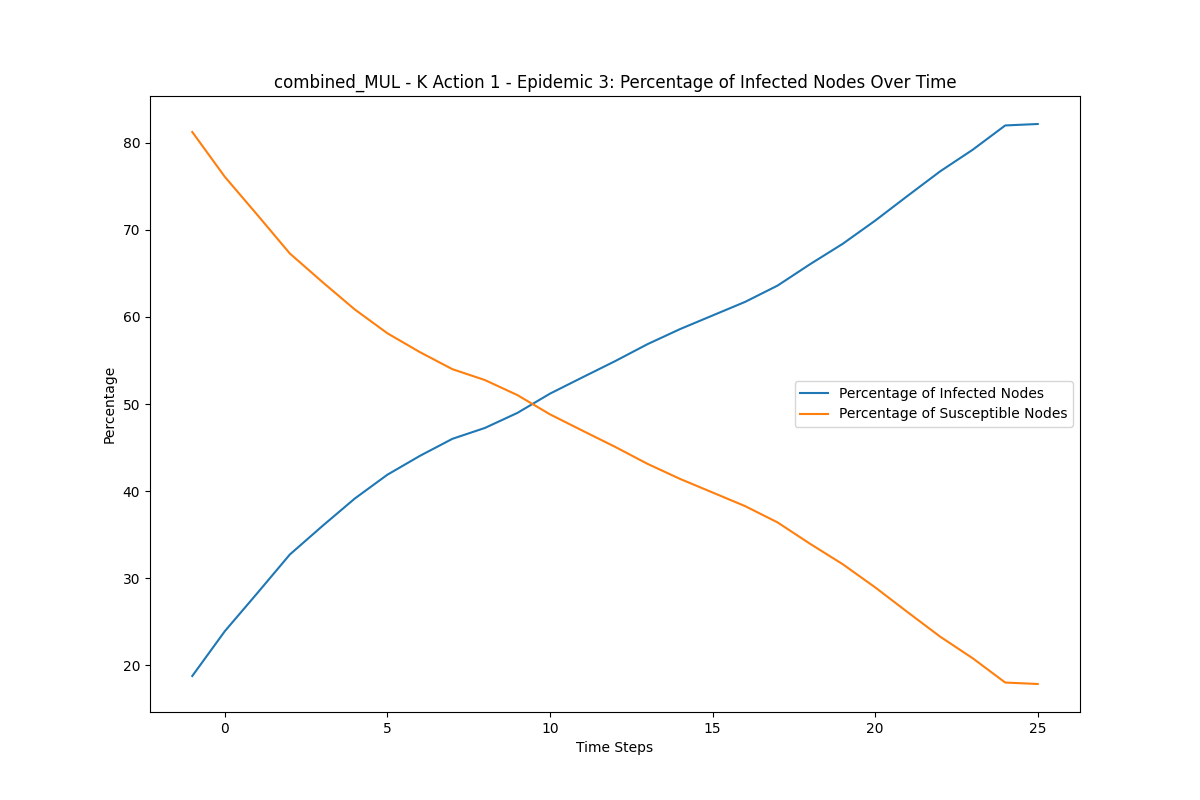 combined_MUL - K Action 1 - Epidemic 3: Percentage of Infected Nodes Over Time
80
70
60
50
40
30
20
Percentage
Percentage of Infected Nodes
Percentage of Susceptible Nodes
0 5 10 15 20 25
Time Steps